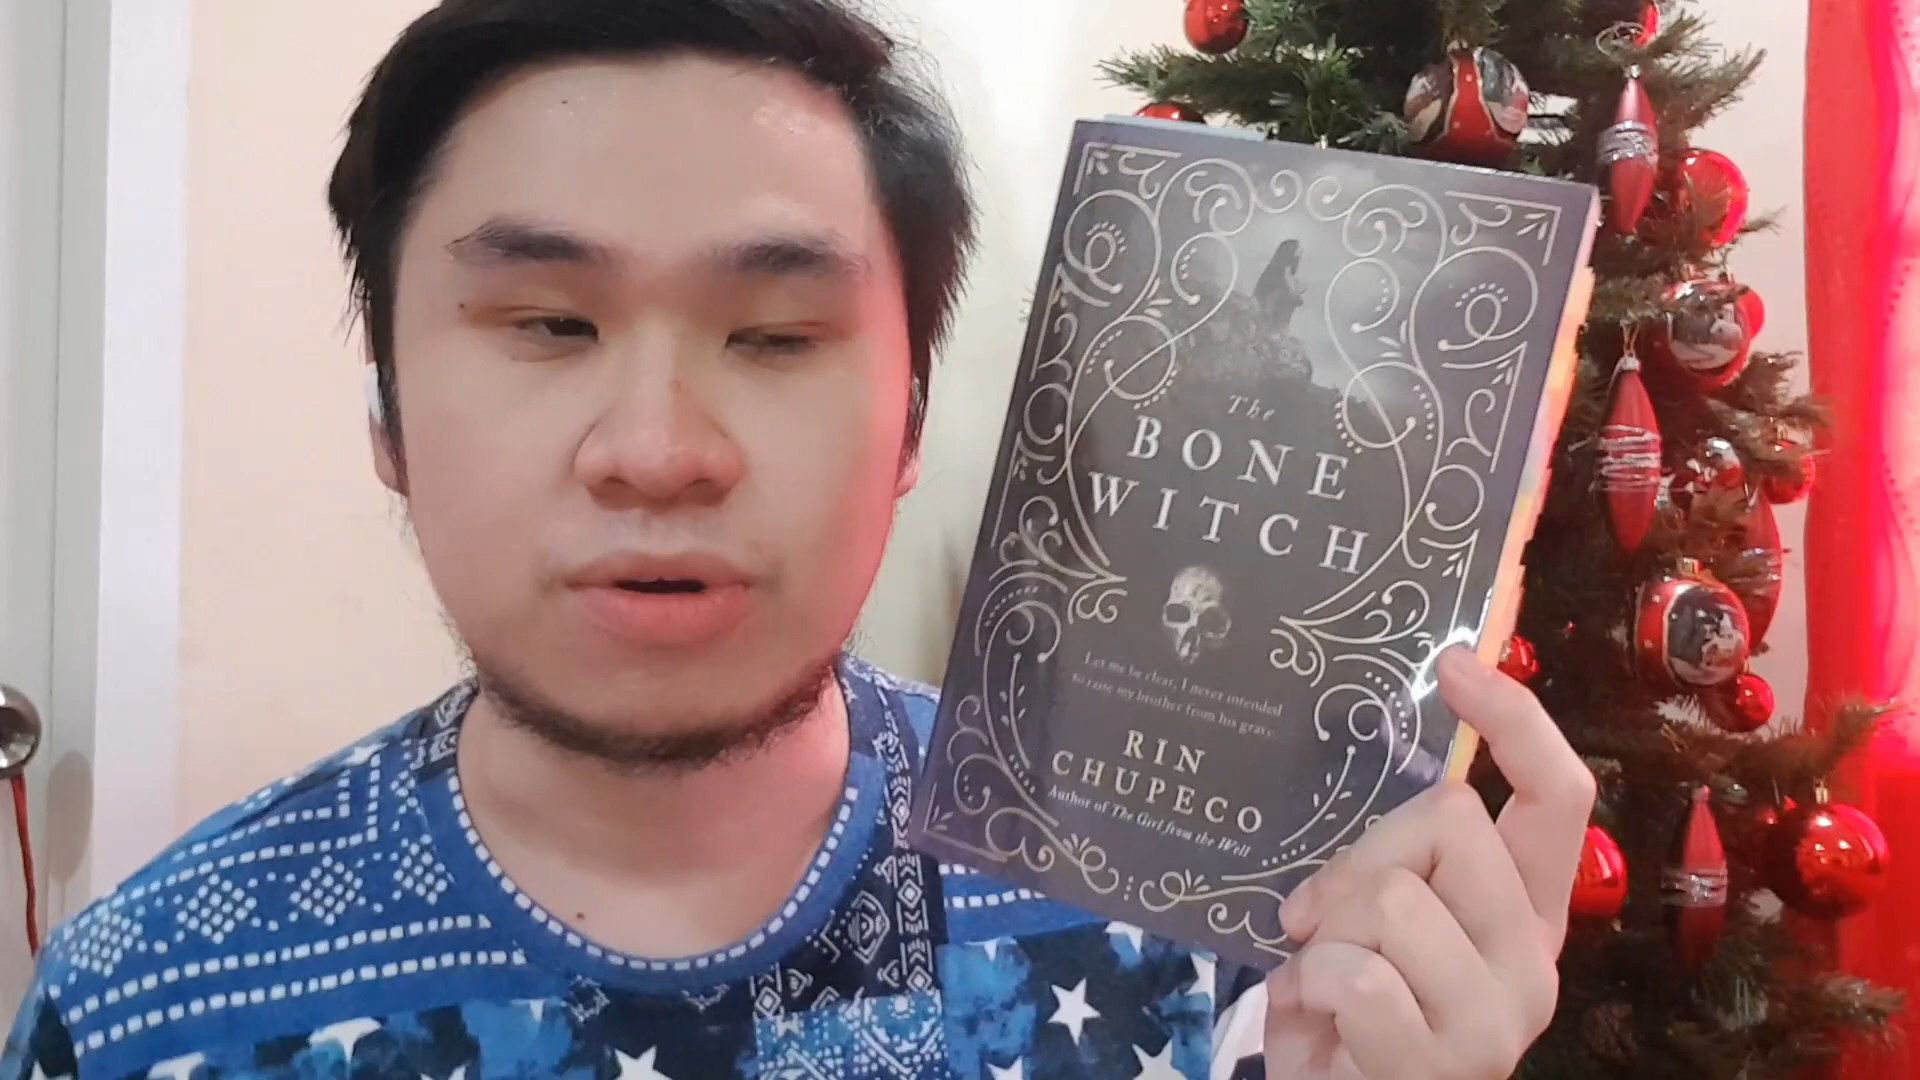 The
BONE
WITCH
Let me be clear, I never intended
to raise my brother from his grave.
RIN
CHUPECO
Author of The Girl from the Well